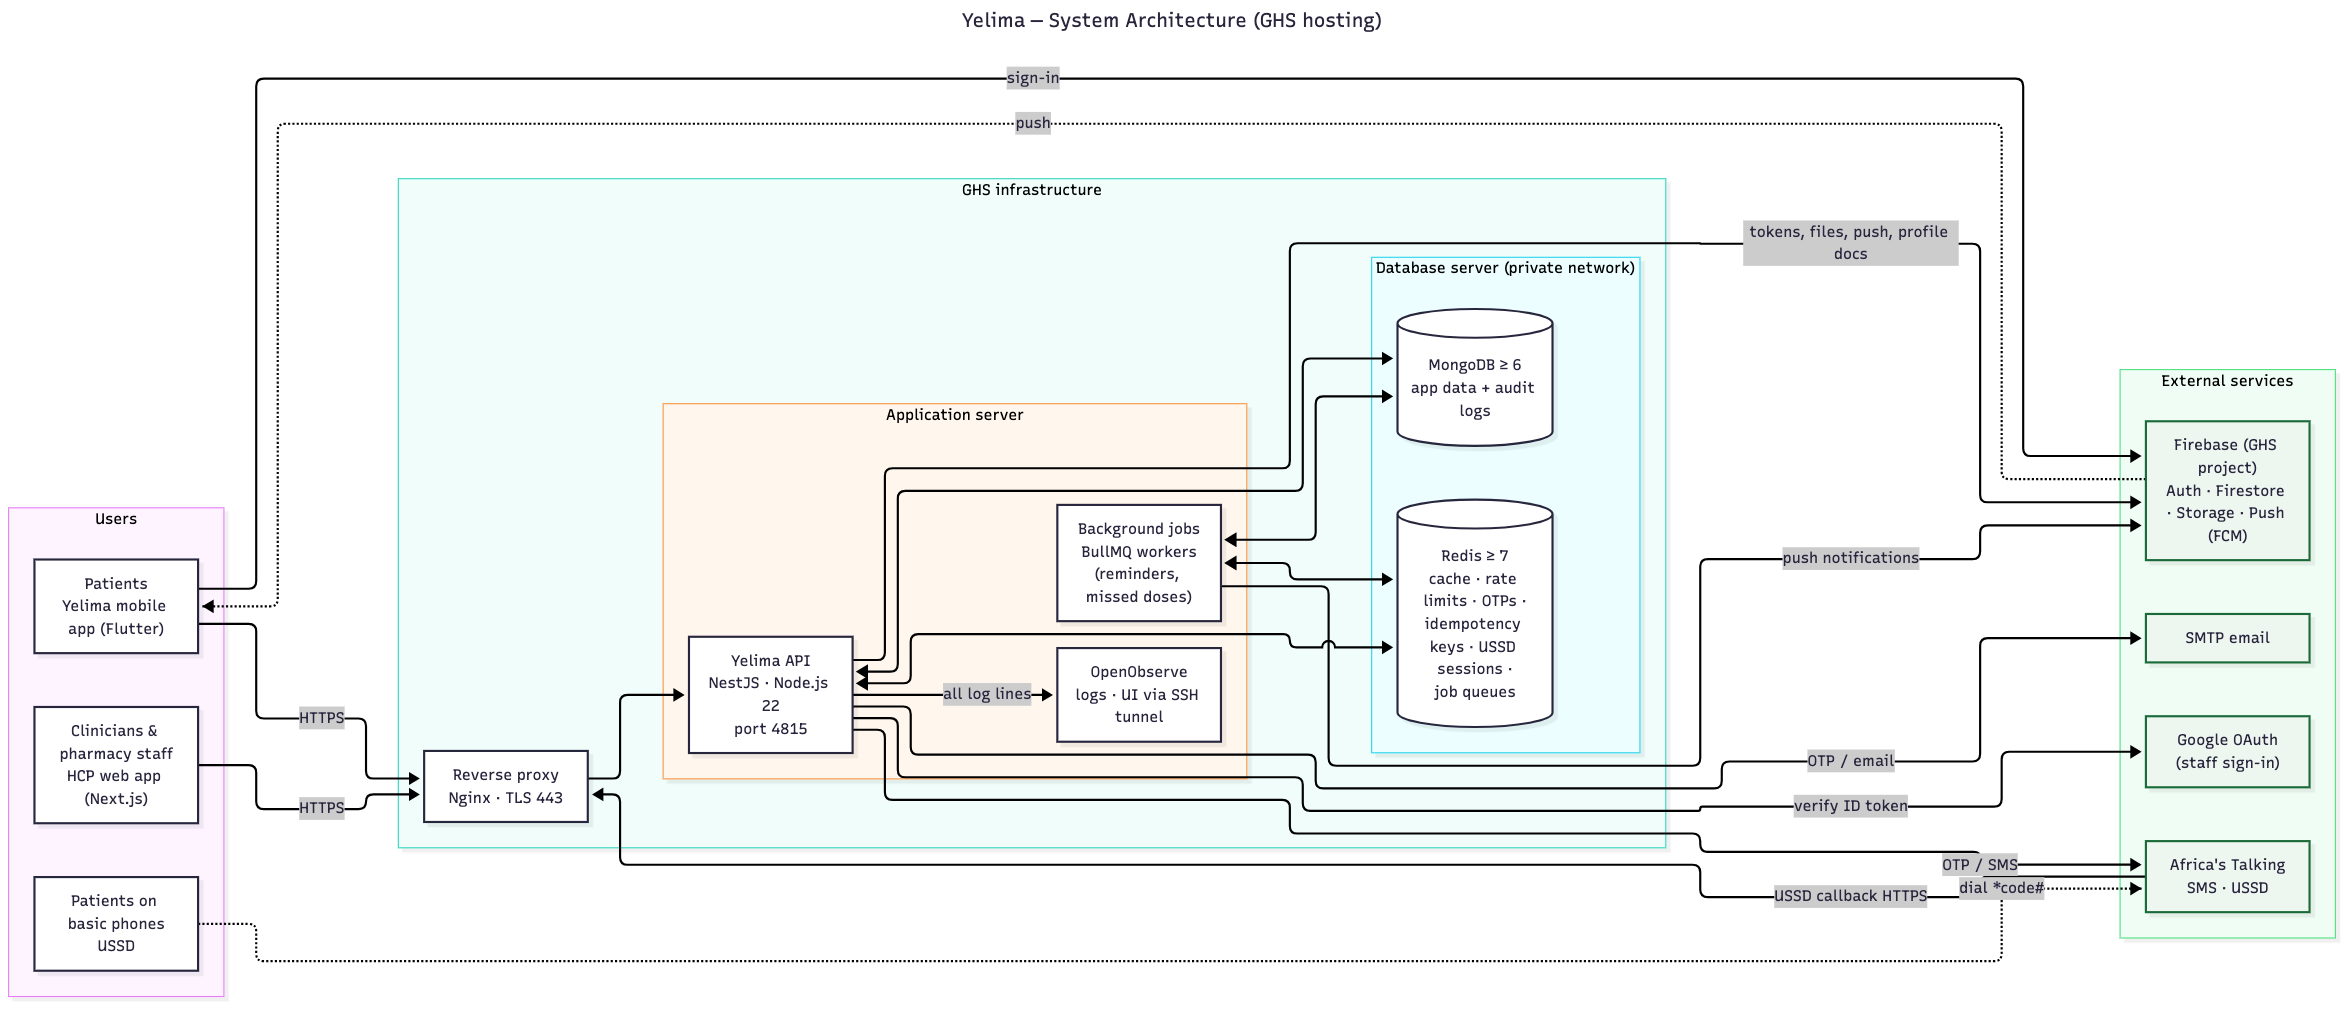 Yelima — System Architecture (GHS hosting)
sign-in
push
GHS infrastructure
tokens, files, push, profile
docs
Database server (private network)
MongoDB ≥ 6
app data + audit
logs
External services
Application server
Firebase (GHS
project)
Auth · Firestore
· Storage · Push
(FCM)
Users
Background jobs
BullMQ workers
(reminders,
missed doses)
Redis ≥ 7
cache · rate
limits · OTPs ·
idempotency
keys · USSD
sessions ·
job queues
push notifications
Patients
Yelima mobile
app (Flutter)
SMTP email
Yelima API
NestJS · Node.js
22
port 4815
all log lines
OpenObserve
logs · UI via SSH
tunnel
HTTPS
Clinicians &
pharmacy staff
HCP web app
(Next.js)
HTTPS
Reverse proxy
Nginx · TLS 443
OTP / email
Google OAuth
(staff sign-in)
verify ID token
OTP / SMS
Africa's Talking
SMS · USSD
dial *code#
USSD callback HTTPS
Patients on
basic phones
USSD